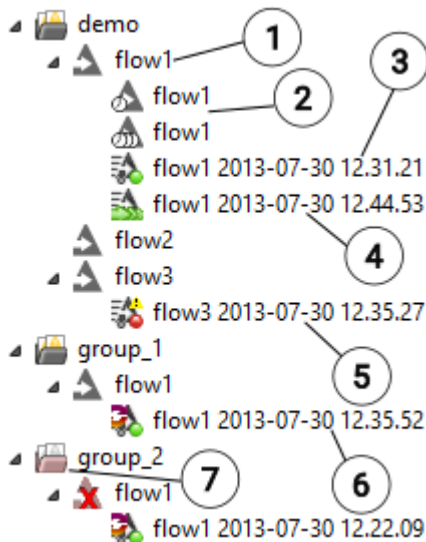 demo
flow1
1
3
flow1
2
flow1
flow1 2013-07-30 12.31.21
flow1 2013-07-30 12.44.53
flow2
4
flow3
flow3 2013-07-30 12.35.27
group_1
5
flow1
flow1 2013-07-30 12.35.52
group_2
7
6
flow1
flow1 2013-07-30 12.22.09